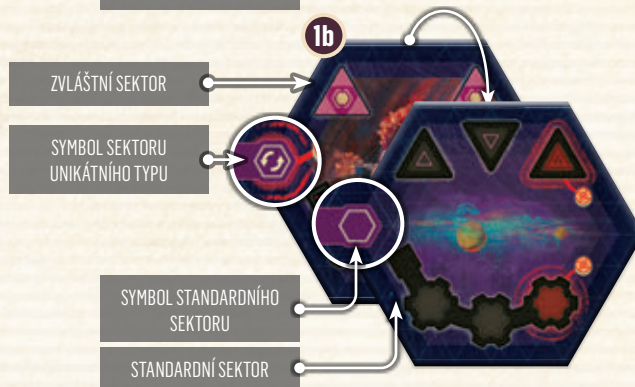 1b
ZVLÁŠTNÍ SEKTOR
SYMBOL SEKTORU
UNIKÁTNÍHO TYPU
SYMBOL STANDARDNÍHO
SEKTORU
STANDARDNÍ SEKTOR